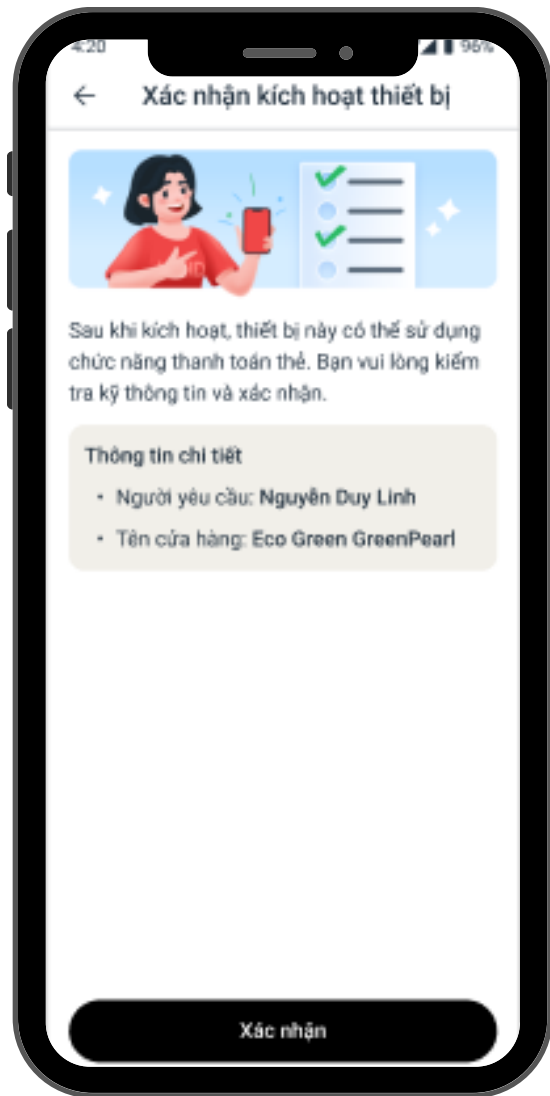 4:20 96%
Xác nhận kích hoạt thiết bị
Sau khi kích hoạt, thiết bị này có thể sử dụng
chức năng thanh toán thẻ. Bạn vui lòng kiểm
tra kỹ thông tin và xác nhận.
Thông tin chi tiết
• Người yêu cầu: Nguyễn Duy Linh
• Tên cửa hàng: Eco Green GreenPearl
Xác nhận